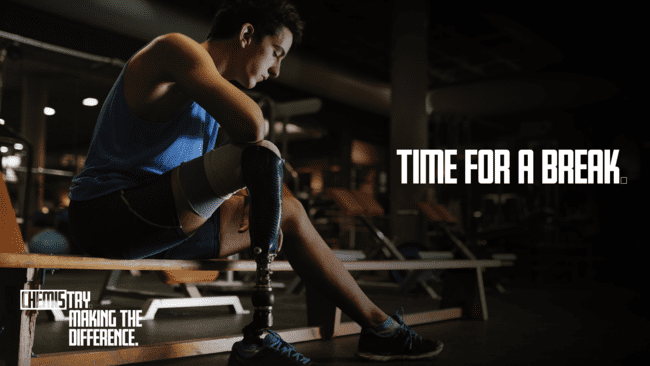 TIME FOR A BREAK.
CHEMISTRY
MAKING THE
DIFFERENCE.